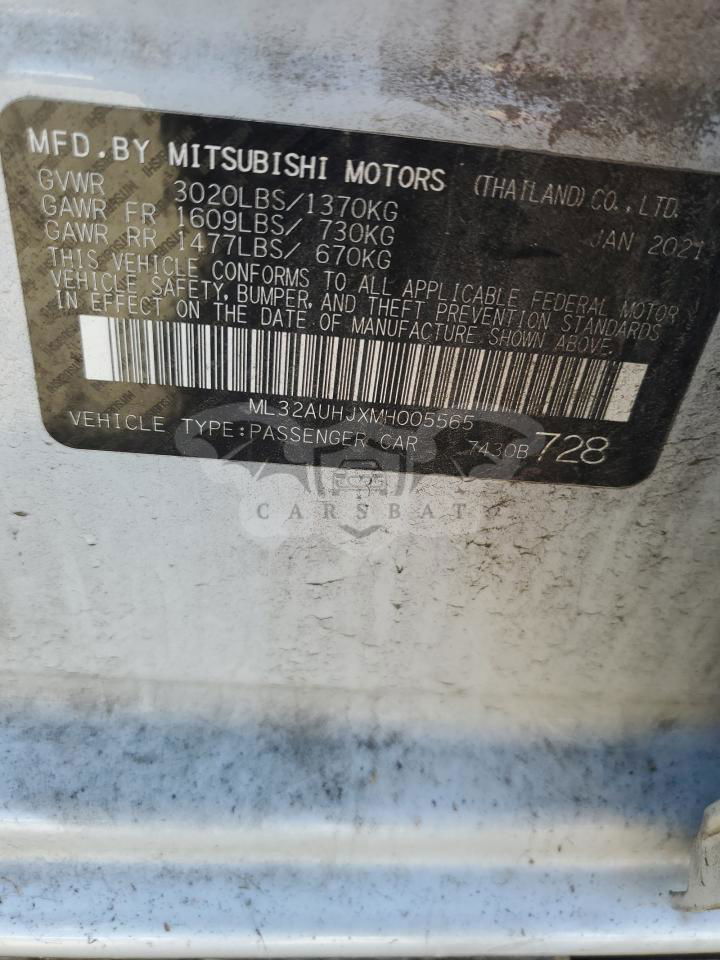 MFD.BY MITSUBISHI MOTORS (THAILAND)CO.,LTD.
GVWR 3020LBS/1370KG JAN 2021
GAWR FR 1609LBS/ 730KG
GAWR RR 1477LBS/ 670KG
THIS VEHICLE CONFORMS TO ALL APPLICABLE FEDERAL MOTOR
VEHICLE SAFETY, BUMPER, AND THEFT PREVENTION STANDARDS
IN EFFECT ON THE DATE OF MANUFACTURE SHOWN ABOVE.
ML32AUHJXMH005565
VEHICLE TYPE:PASSENGER CAR 7430B 728
CARSBAT